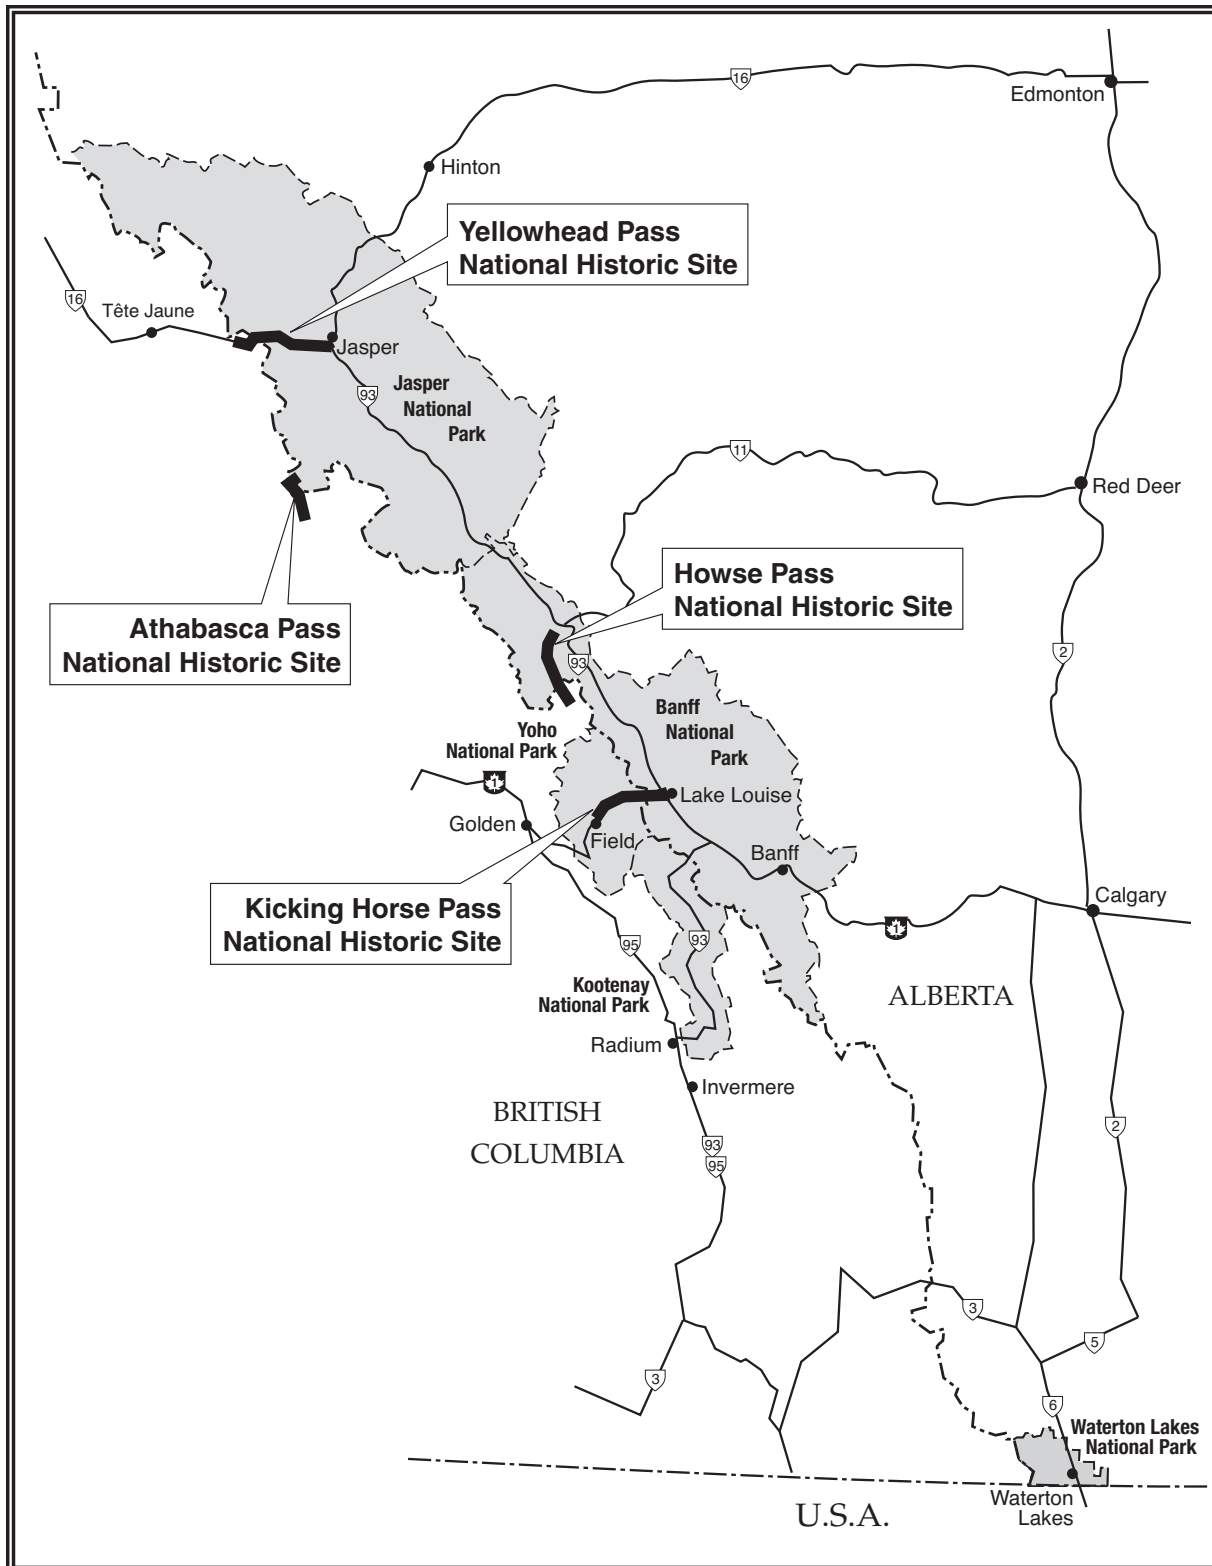 16
Edmonton
Hinton
Yellowhead Pass
National Historic Site
16
Tête Jaune
Jasper
93
Jasper
National
Park
11
Red Deer
Howse Pass
National Historic Site
Athabasca Pass
National Historic Site
2
93
Banff
National
Park
Yoho
National Park
1
Lake Louise
Golden
Field
Banff
Calgary
Kicking Horse Pass
National Historic Site
1
95
93
Kootenay
National Park
ALBERTA
Radium
Invermere
BRITISH
COLUMBIA
2
93
95
3
5
3
6
Waterton Lakes
National Park
Waterton
Lakes
U.S.A.